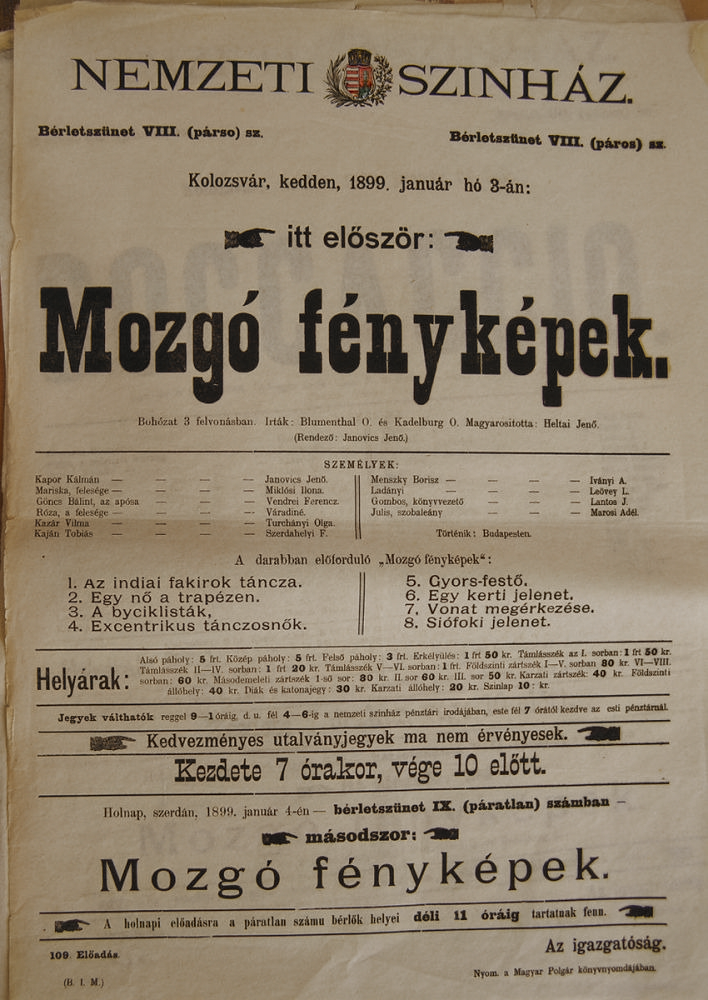 NEMZETI SZINHÁZ.
Bérletszünet VIII. (párso) sz.
Bérletszünet VIII. (páros) sz.
Kolozsvár, kedden, 1899. január hó 3-án:
itt először:
Mozgó fényképek.
Bohózat 3 felvonásban. Irták: Blumenthal O. és Kadelburg O. Magyarositotta: Heltai Jenő.
(Rendező: Janovics Jenő.)
SZEMÉLYEK:
Kapor Kálmán — — — — Janovics Jenő.
Mariska, felesége — — — — Miklósi Ilona.
Göncs Bálint, az apósa — — — Vendrei Ferencz.
Róza, a felesége — — — — Váradiné.
Kazár Vilma — — — — Turchányi Olga.
Kaján Tobiás — — — — Szerdahelyi F.
Menszky Borisz — — — — Iványi A.
Ladányi — — — — Leövey L.
Gombos, könyvvezető — — — Lantos J.
Julis, szobaleány — — — Marosi Adél.
Történik: Budapesten.
A darabban előforduló „Mozgó fényképek“:
1. Az indiai fakirok táncza.
2. Egy nő a trapézen.
3. A byciklisták,
4. Excentrikus tánczosnők.
5. Gyors-festő.
6. Egy kerti jelenet.
7, Vonat megérkezése.
8. Siófoki jelenet.
Helyárak:
Alsó páholy: 5 frt. Közép páholy: 5 frt. Felső páholy: 3 frt. Erkélyülés: 1 frt 50 kr. Támlásszék az I. sorban: 1 frt 50 kr.
Támlásszék II—IV. sorban: 1 frt 20 kr. Támlásszék V—VI. sorban: 1 frt. Földszinti zártszék I—V. sorban 80 kr. VI—VIII.
sorban: 60 kr. Másodemeleti zártszék 1-ső sor: 80 kr. II. sor 60 kr. III. sor 50 kr. Karzati zártszék: 40 kr. Földszinti
állóhely: 40 kr. Diák és katonajegy: 30 kr. Karzati állóhely: 20 kr. Szinlap 10: kr.
Jegyek válthatók reggel 9—1 óráig, d. u. fél 4—6-ig a nemzeti szinház pénztári irodájában, este fél 7 órától kezdve az esti pénztárnál.
Kedvezményes utalványjegyek ma nem érvényesek.
Kezdete 7 órakor, vége 10 előtt.
Holnap, szerdán, 1899. január 4-én — bérletszünet IX. (páratlan) számban –
másodszor:
Mozgó fényképek.
A holnapi előadásra a páratlan számu bérlők helyei déli 11 óráig tartatnak fenn.
109. Előadás.
Az igazgatóság.
(B. I. M.)
Nyom. a Magyar Polgár könyvnyomdájában.